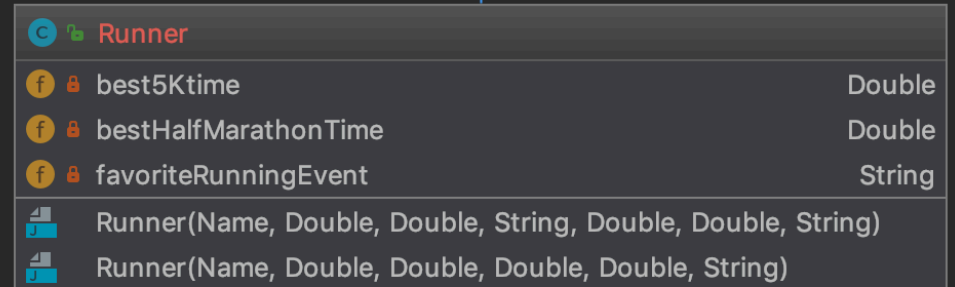 C Runner
f best5Ktime Double
f bestHalfMarathonTime Double
f favoriteRunningEvent String
J Runner(Name, Double, Double, String, Double, Double, String)
J Runner(Name, Double, Double, Double, Double, String)